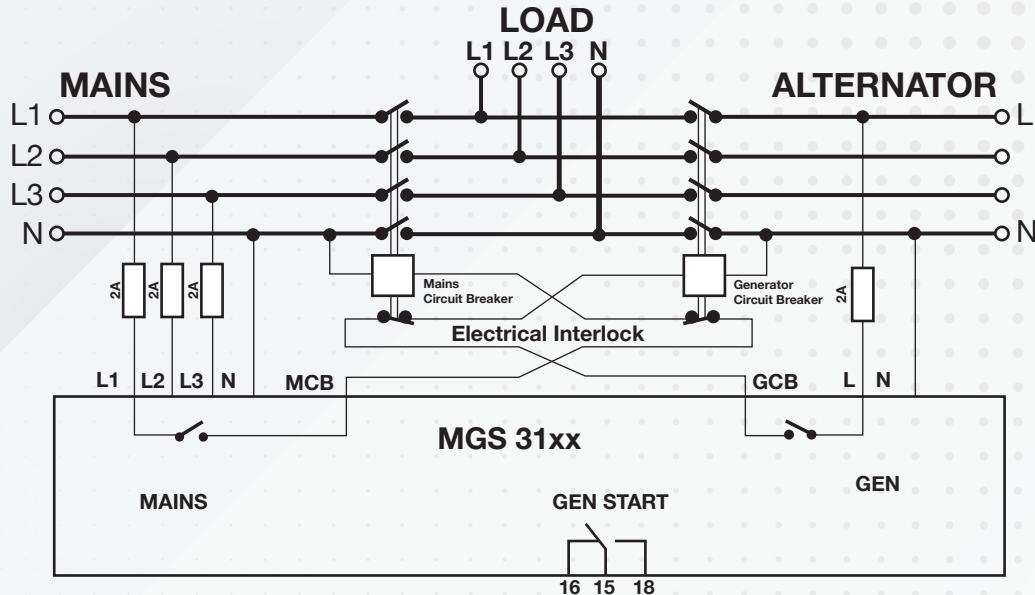 LOAD
L1 L2 L3 N
MAINS
ALTERNATOR
L1
L
L2
L3
N
N
2A
2A
2A
Mains
Circuit Breaker
Generator
Circuit Breaker
2A
Electrical Interlock
L1 L2 L3 N MCB GCB L N
MGS 31xx
MAINS
GEN START
GEN
16 15 18